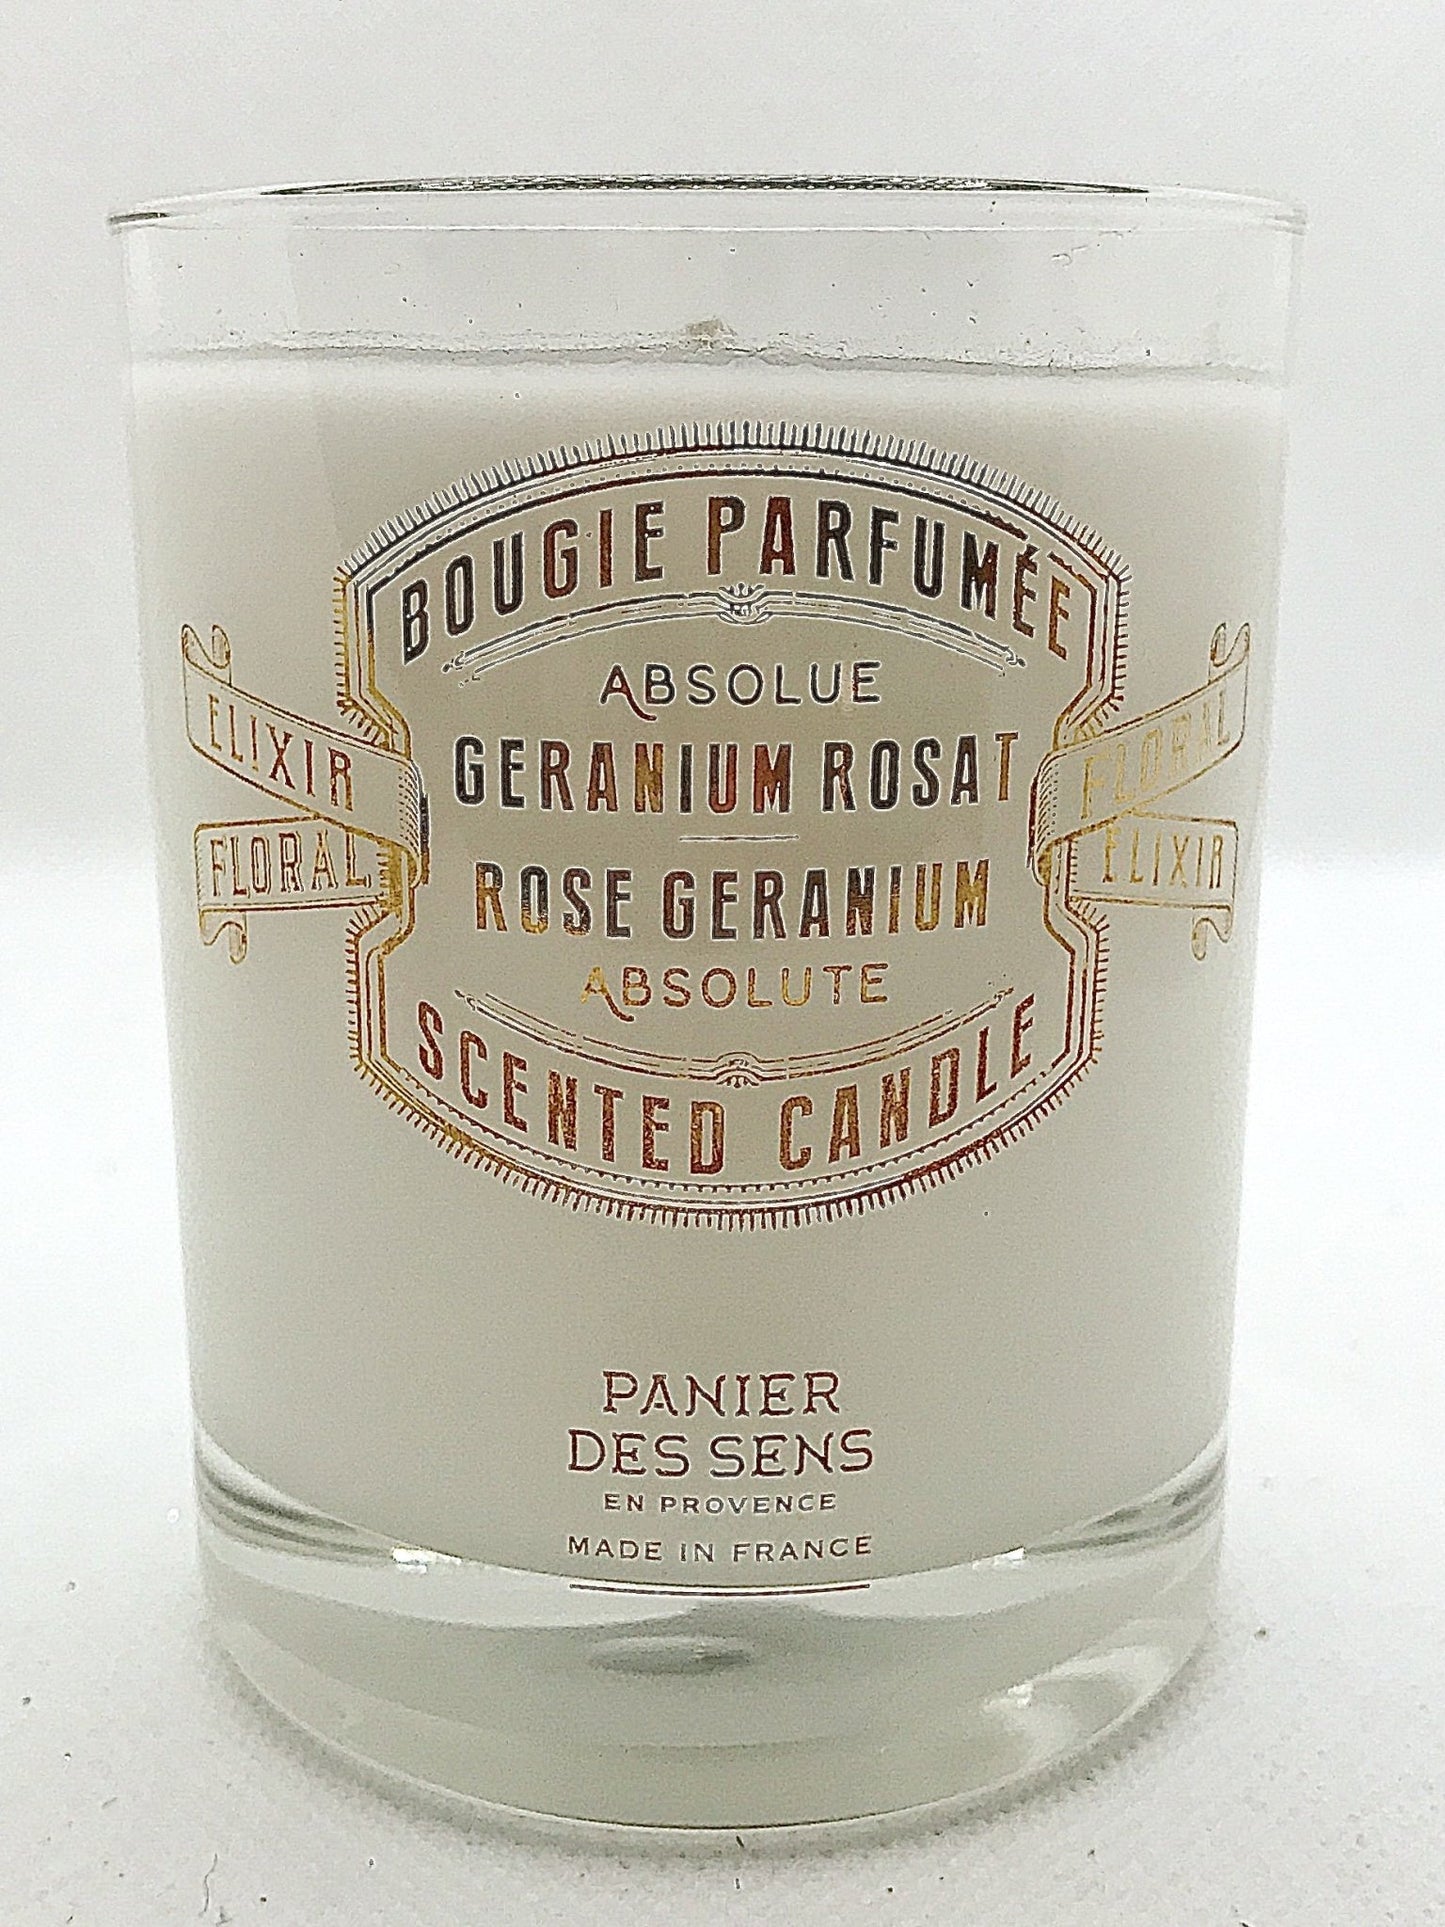 BOUGIE PARFUMÉE
ABSOLUE
GERANIUM ROSAT
ROSE GERANIUM
ABSOLUTE
SCENTED CANDLE
ELIXIR
FLORAL
FLORAL
ELIXIR
PANIER
DES SENS
EN PROVENCE
MADE IN FRANCE